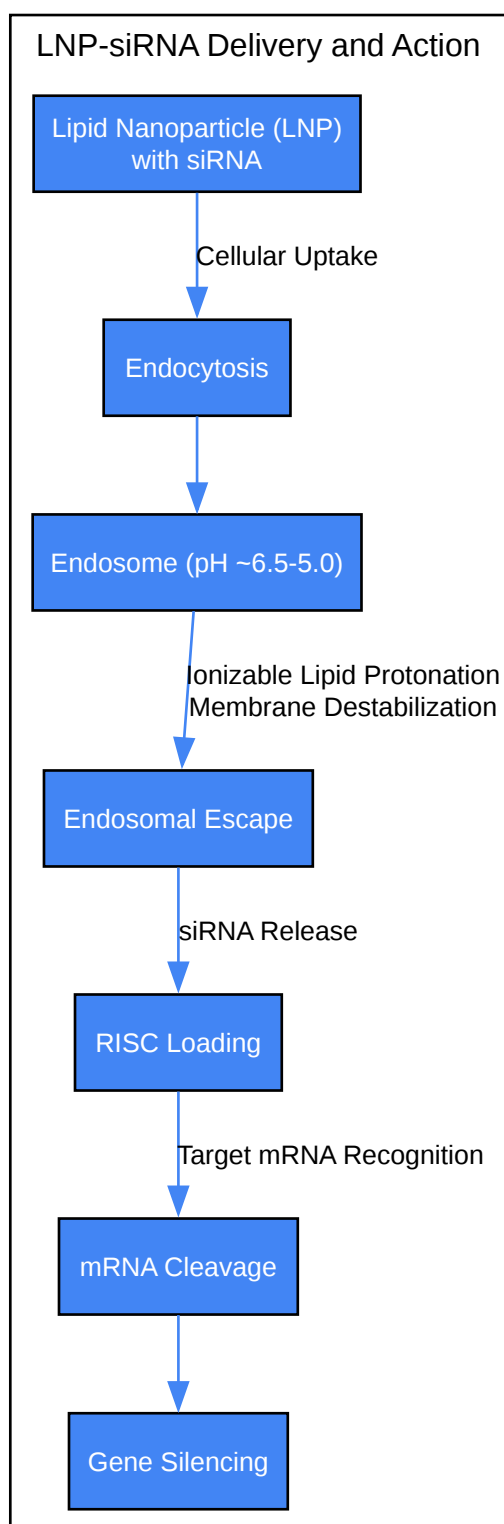 LNP-siRNA Delivery and Action
Lipid Nanoparticle (LNP)
with siRNA
Cellular Uptake
Endocytosis
Endosome (pH ~6.5-5.0)
Ionizable Lipid Protonation
Membrane Destabilization
Endosomal Escape
siRNA Release
RISC Loading
Target mRNA Recognition
mRNA Cleavage
Gene Silencing